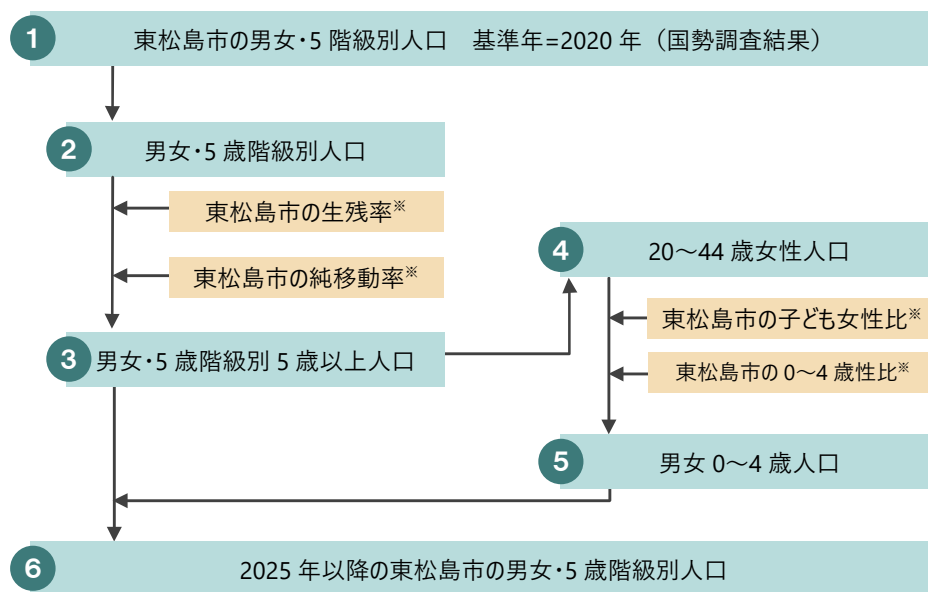 1
東松島市の男女・5 階級別人口　基準年=2020 年（国勢調査結果）
2
男女・5 歳階級別人口
東松島市の生残率※
東松島市の純移動率※
3
男女・5 歳階級別 5 歳以上人口
4
20～44 歳女性人口
東松島市の子ども女性比※
東松島市の 0～4 歳性比※
5
男女 0～4 歳人口
6
2025 年以降の東松島市の男女・5 歳階級別人口